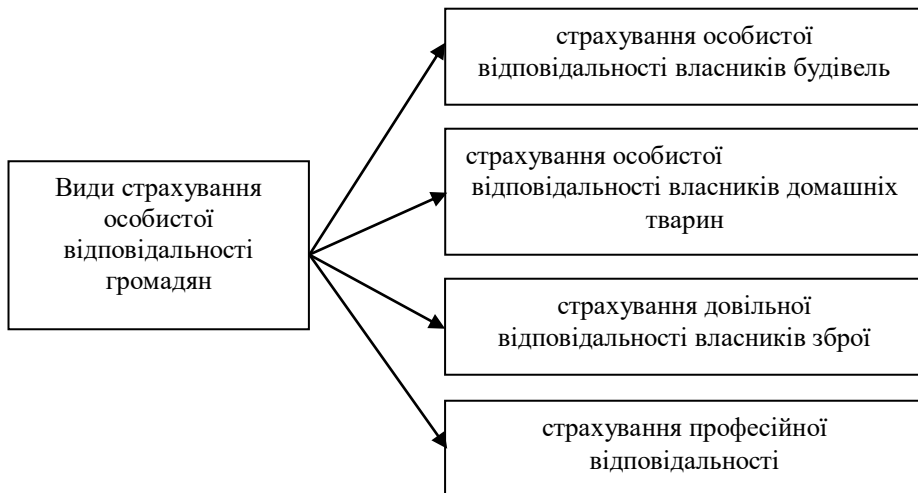 Види страхування
особистої
відповідальності
громадян
страхування особистої
відповідальності власників будівель
страхування особистої
відповідальності власників домашніх
тварин
страхування довільної
відповідальності власників зброї
страхування професійної
відповідальності